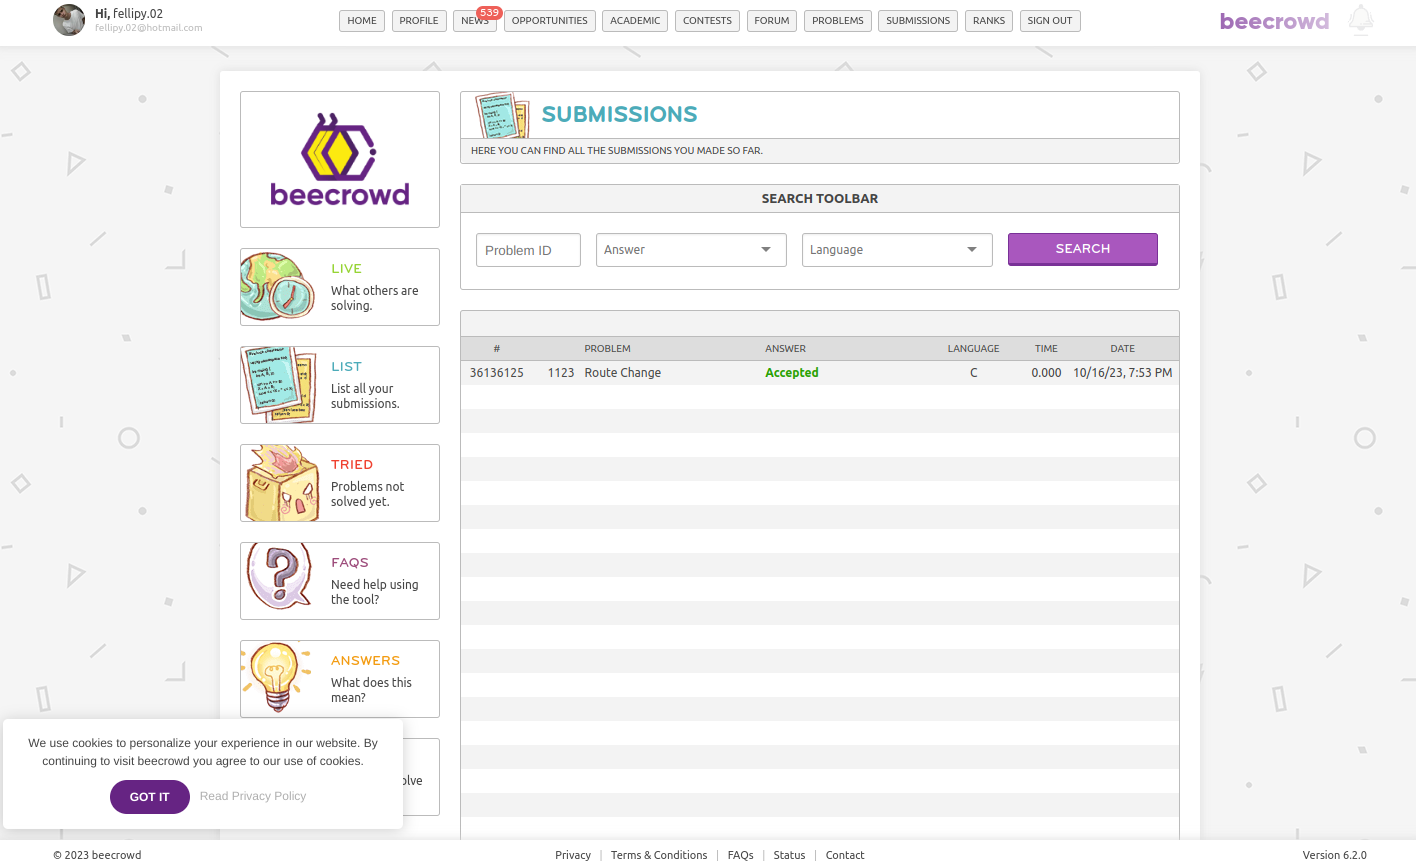 Hi, fellipy.02
fellipy.02@hotmail.com
HOME PROFILE NEWS 539 OPPORTUNITIES ACADEMIC CONTESTS FORUM PROBLEMS SUBMISSIONS RANKS SIGN OUT
beecrowd
beecrowd
LIVE
What others are
solving.
LIST
List all your
submissions.
TRIED
Problems not
solved yet.
FAQS
Need help using
the tool?
ANSWERS
What does this
mean?
olve
SUBMISSIONS
HERE YOU CAN FIND ALL THE SUBMISSIONS YOU MADE SO FAR.
SEARCH TOOLBAR
Problem ID Answer Language SEARCH
# PROBLEM ANSWER LANGUAGE TIME DATE
36136125 1123 Route Change Accepted C 0.000 10/16/23, 7:53 PM
We use cookies to personalize your experience in our website. By
continuing to visit beecrowd you agree to our use of cookies.
GOT IT Read Privacy Policy
© 2023 beecrowd
Privacy | Terms & Conditions | FAQs | Status | Contact
Version 6.2.0